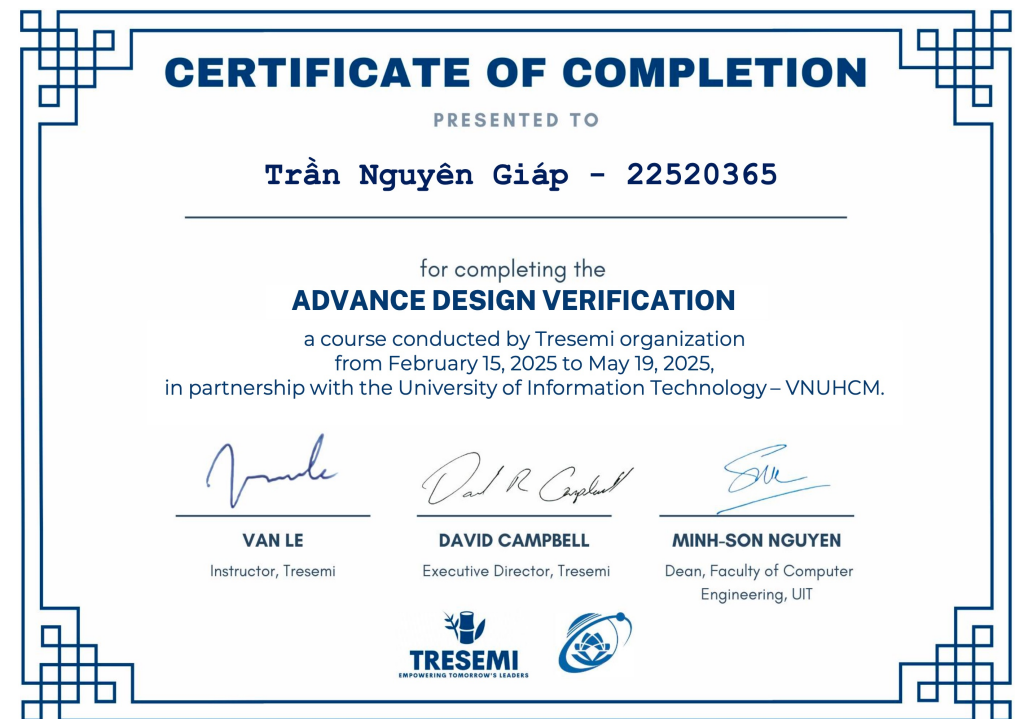 CERTIFICATE OF COMPLETION
PRESENTED TO
Trần Nguyên Giáp - 22520365
for completing the
ADVANCE DESIGN VERIFICATION
a course conducted by Tresemi organization
from February 15, 2025 to May 19, 2025,
in partnership with the University of Information Technology – VNUHCM.
David R Campbell
VAN LE
DAVID CAMPBELL
MINH-SON NGUYEN
Instructor, Tresemi
Executive Director, Tresemi
Dean, Faculty of Computer
Engineering, UIT
TRESEMI
EMPOWERING TOMORROW'S LEADERS